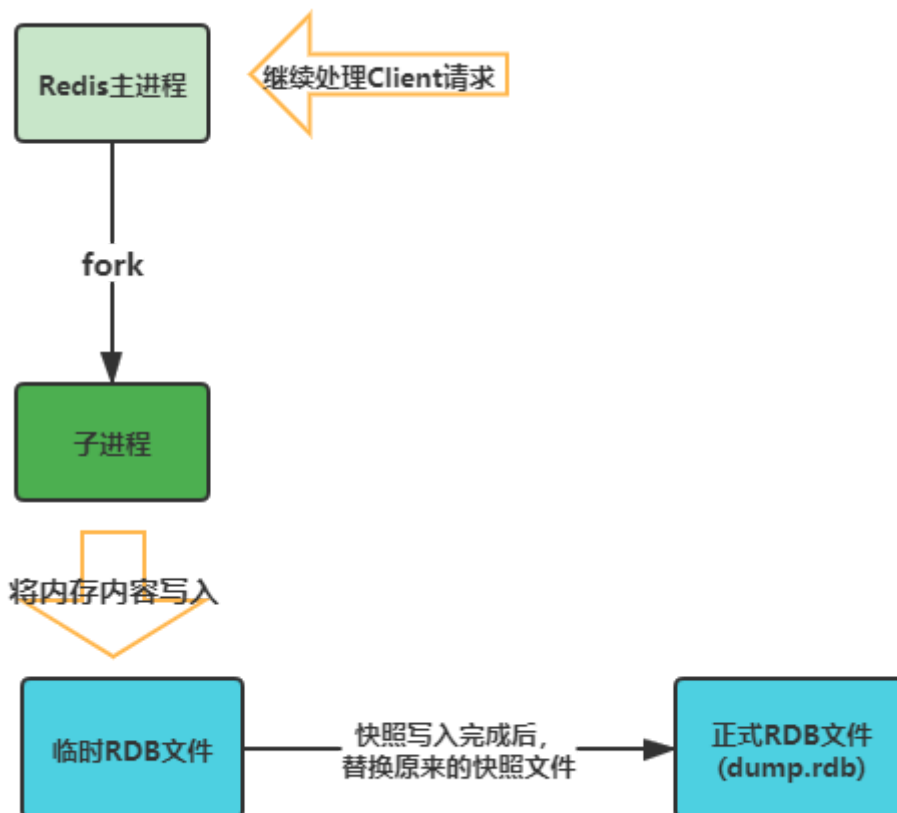 Redis主进程
继续处理Client请求
fork
子进程
将内存内容写入
临时RDB文件
快照写入完成后，
替换原来的快照文件
正式RDB文件
(dump.rdb)